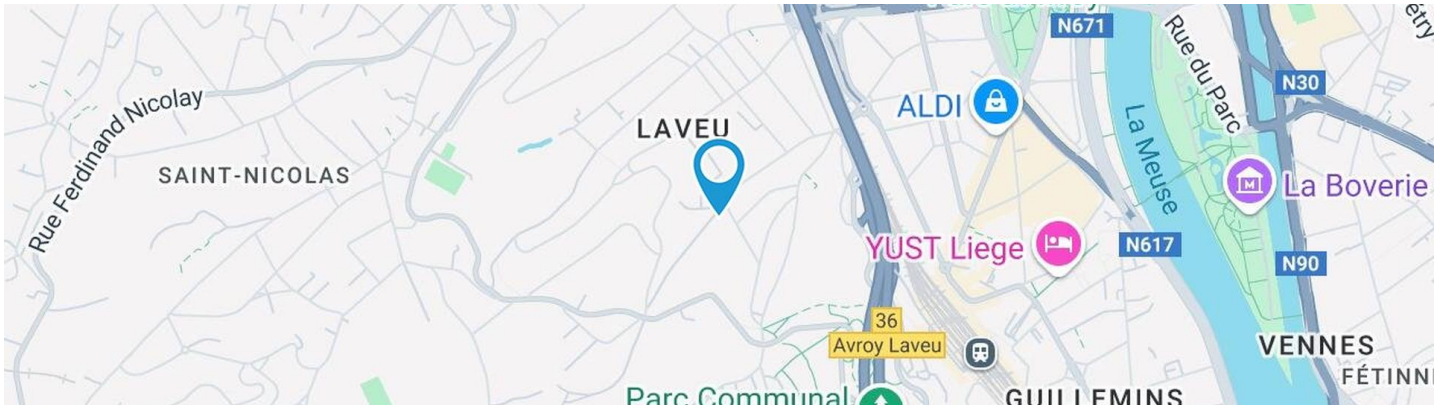 N671
Rue du Parc
N30
ALDI
Rue Ferdinand Nicolay
LAVEU
La Meuse
SAINT-NICOLAS
La Boverie
YUST Liege
N617
N90
36
Avroy Laveu
VENNES
Parc Communal
GUILLEMINS